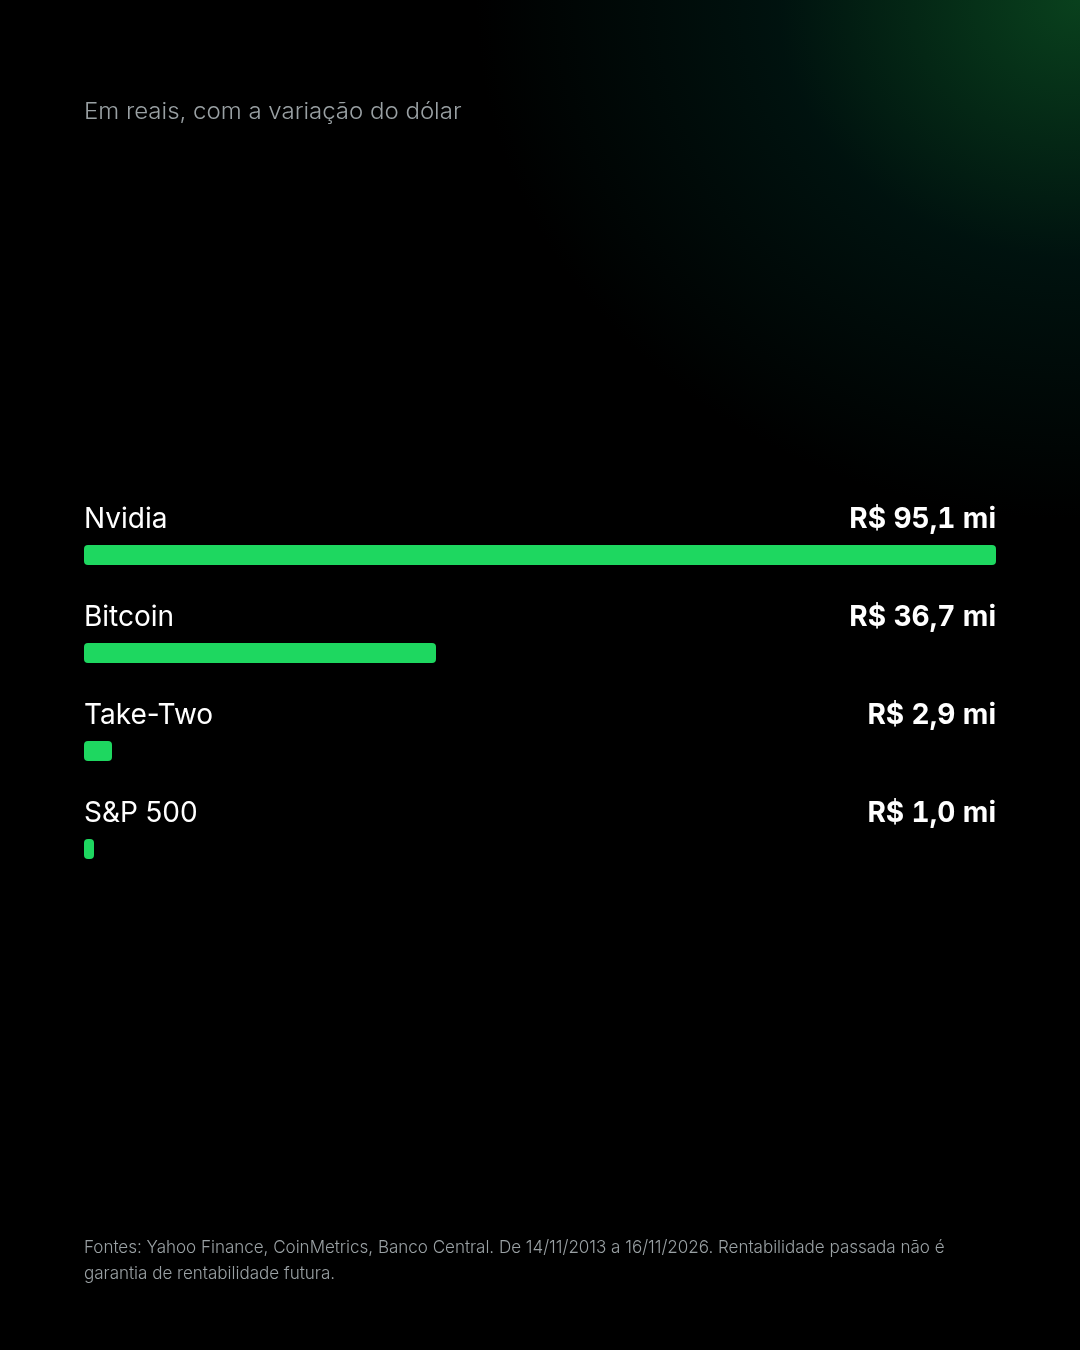 Em reais, com a variação do dólar
Nvidia R$ 95,1 mi
Bitcoin R$ 36,7 mi
Take-Two R$ 2,9 mi
S&P 500 R$ 1,0 mi
Fontes: Yahoo Finance, CoinMetrics, Banco Central. De 14/11/2013 a 16/11/2026. Rentabilidade passada não é
garantia de rentabilidade futura.